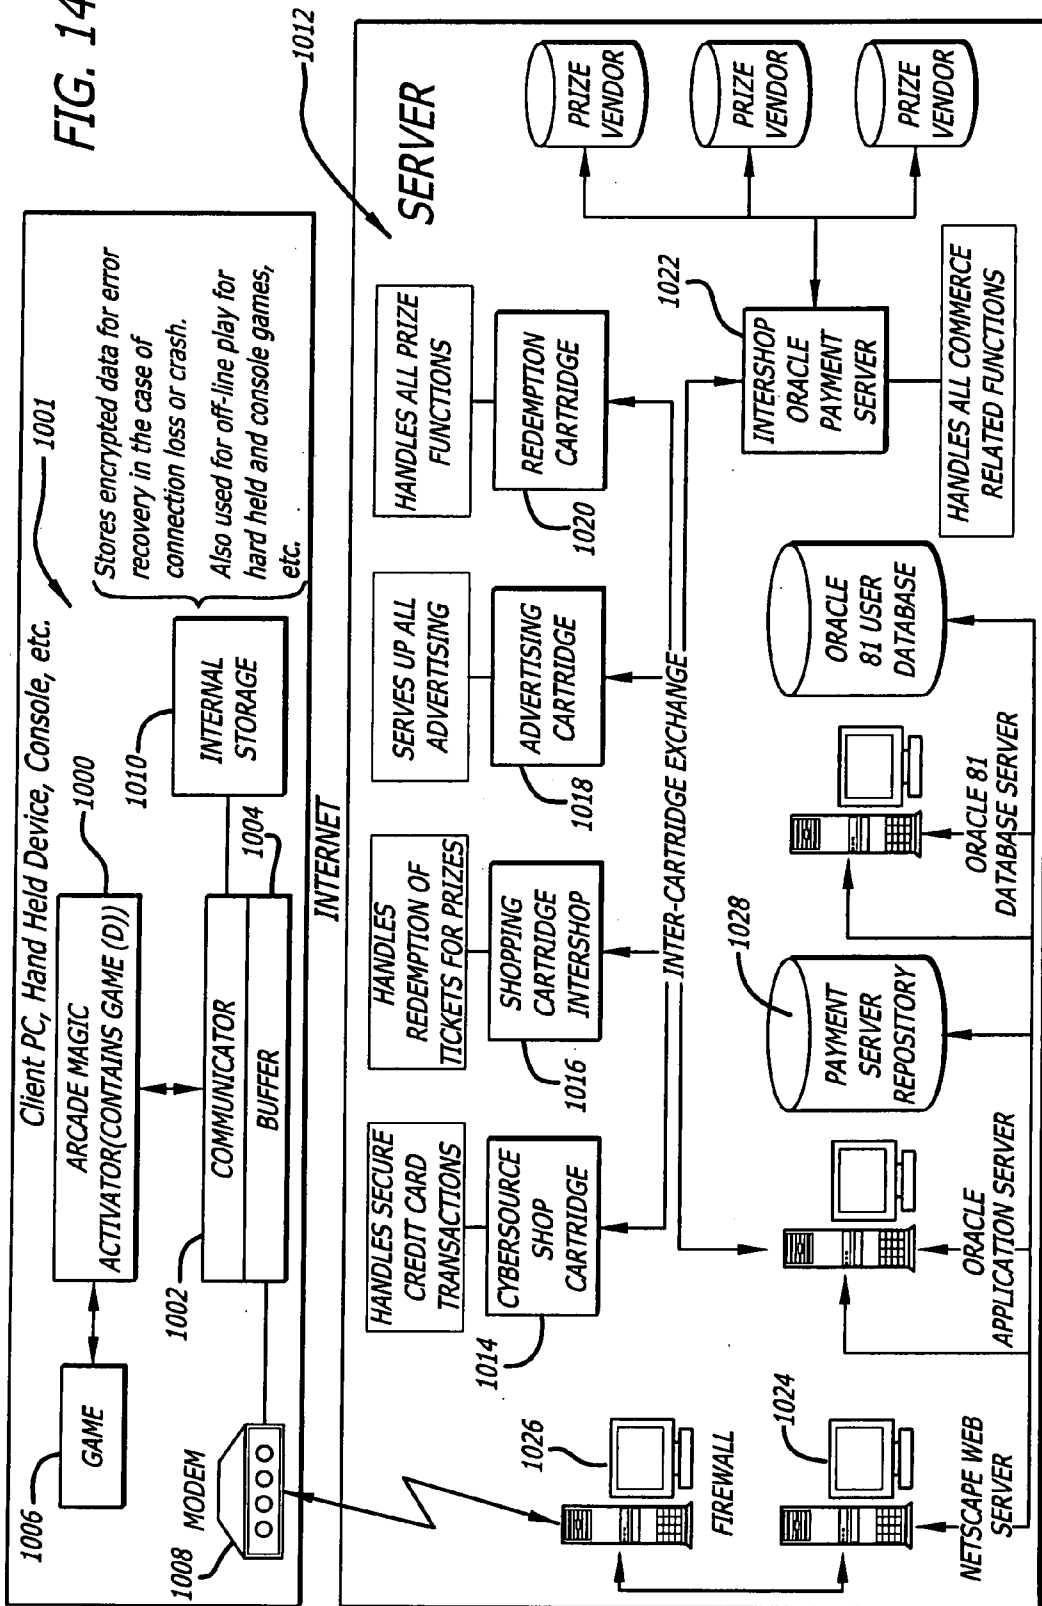 FIG. 14
Client PC, Hand Held Device, Console, etc.
1001
1006
GAME
ARCADE MAGIC
ACTIVATOR(CONTAINS GAME (D))
1000
1002
COMMUNICATOR
BUFFER
1004
1010
INTERNAL
STORAGE
Stores encrypted data for error
recovery in the case of
connection loss or crash.
Also used for off-line play for
hard held and console games,
etc.
MODEM
1008
INTERNET
1012
SERVER
HANDLES SECURE
CREDIT CARD
TRANSACTIONS
CYBERSOURCE
SHOP
CARTRIDGE
1014
HANDLES
REDEMPTION OF
TICKETS FOR PRIZES
SHOPPING
CARTRIDGE
INTERSHOP
1016
SERVES UP ALL
ADVERTISING
ADVERTISING
CARTRIDGE
1018
HANDLES ALL PRIZE
FUNCTIONS
REDEMPTION
CARTRIDGE
1020
INTER-CARTRIDGE EXCHANGE
1022
INTERSHOP
ORACLE
PAYMENT
SERVER
HANDLES ALL COMMERCE
RELATED FUNCTIONS
PRIZE
VENDOR
PRIZE
VENDOR
PRIZE
VENDOR
1026
FIREWALL
1024
NETSCAPE WEB
SERVER
ORACLE
APPLICATION SERVER
1028
PAYMENT
SERVER
REPOSITORY
ORACLE 81
DATABASE SERVER
ORACLE
81 USER
DATABASE